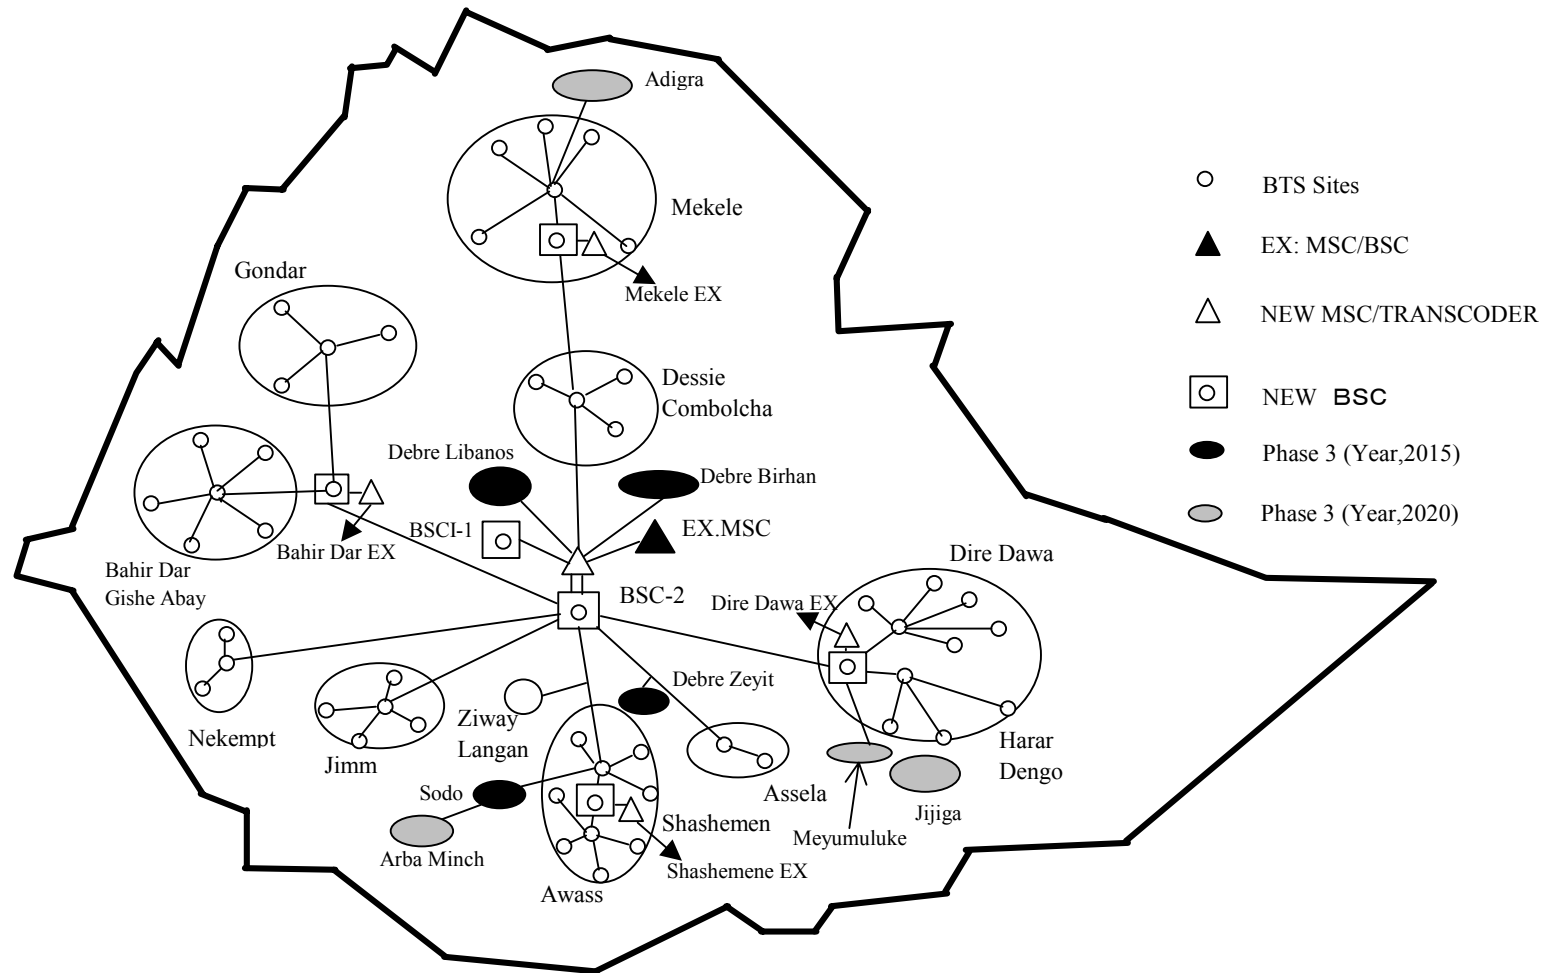 Adigra
Mekele
Mekele EX
Gondar
Dessie
Combolcha
Debre Libanos
Debre Birhan
BSCI-1
EX.MSC
Bahir Dar EX
Bahir Dar
Gishe Abay
BSC-2
Dire Dawa
Dire Dawa EX
Nekempt
Jimm
Ziway
Langan
Debre Zeyit
Sodo
Arba Minch
Shashemen
Shashemene EX
Awass
Assela
Harar
Dengo
Jijiga
Meyumuluke
BTS Sites
EX: MSC/BSC
NEW MSC/TRANSCODER
NEW BSC
Phase 3 (Year,2015)
Phase 3 (Year,2020)